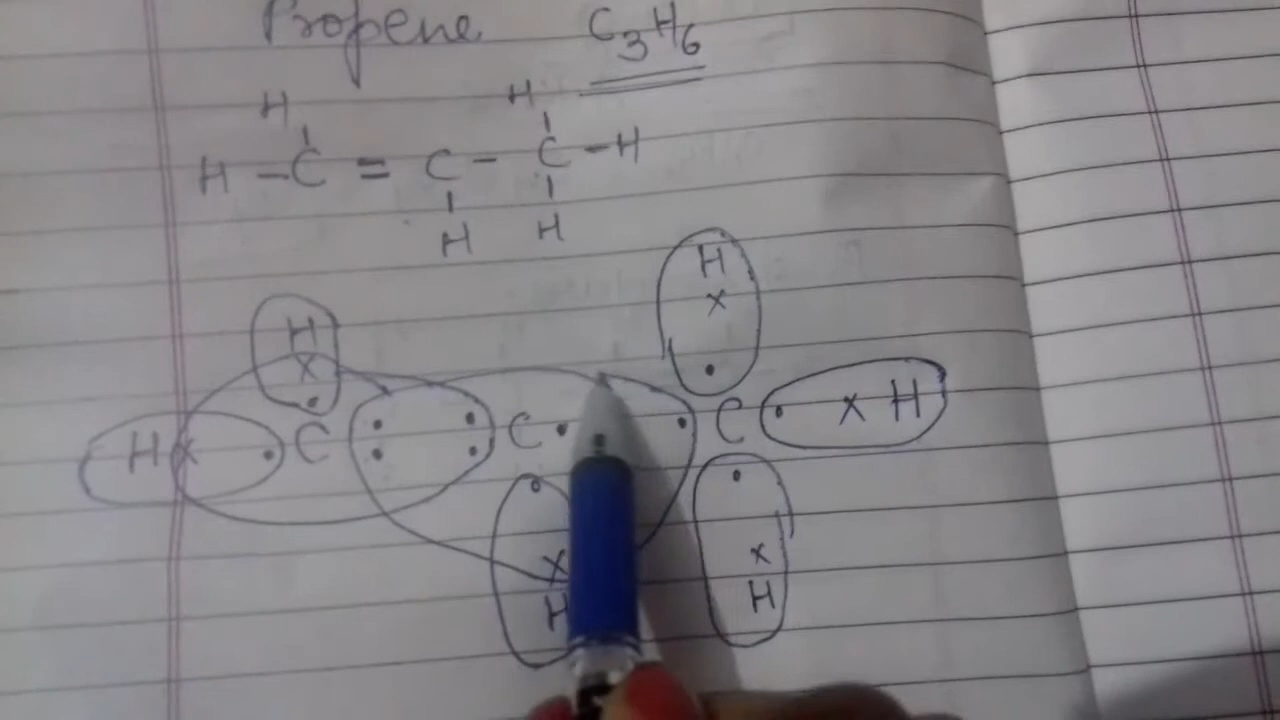 Propene C₃H₆
H H
H - C = C - C - H
H H
H
H x
x
H x • C : : C • • C • x H
• •
x x
H H